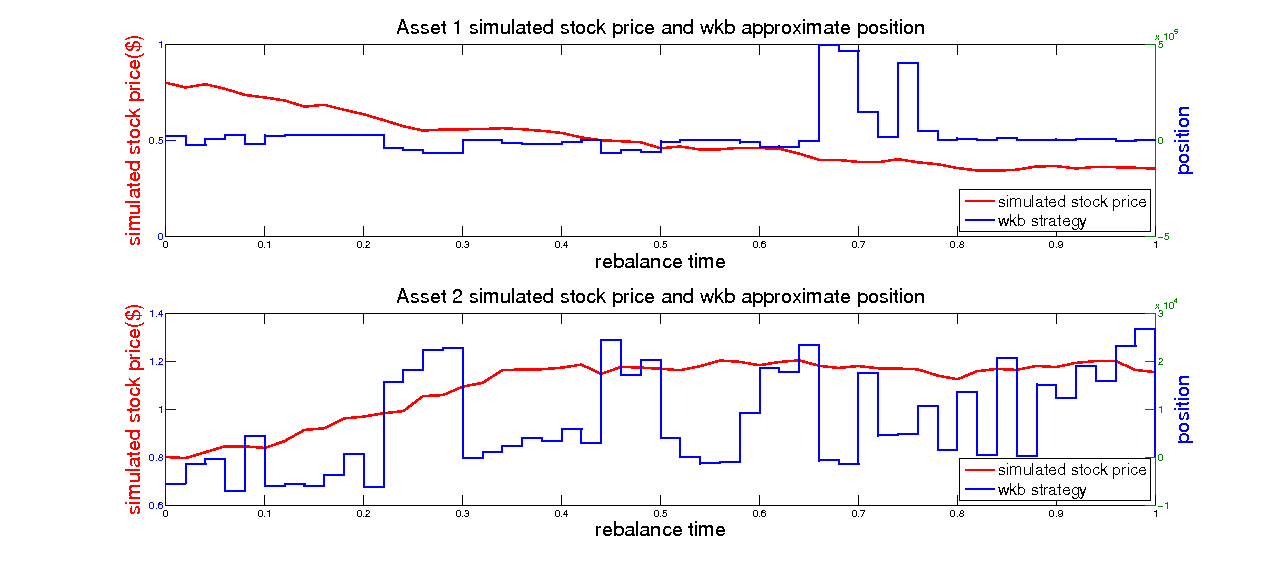 Asset 1 simulated stock price and wkb approximate position
simulated stock price($)
1
0.5
0
x 10^5
5
0
-5
position
simulated stock price
wkb strategy
0 0.1 0.2 0.3 0.4 0.5 0.6 0.7 0.8 0.9 1
rebalance time
Asset 2 simulated stock price and wkb approximate position
simulated stock price($)
1.4
1.2
1
0.8
0.6
x 10^4
3
2
1
0
-1
position
simulated stock price
wkb strategy
0 0.1 0.2 0.3 0.4 0.5 0.6 0.7 0.8 0.9 1
rebalance time